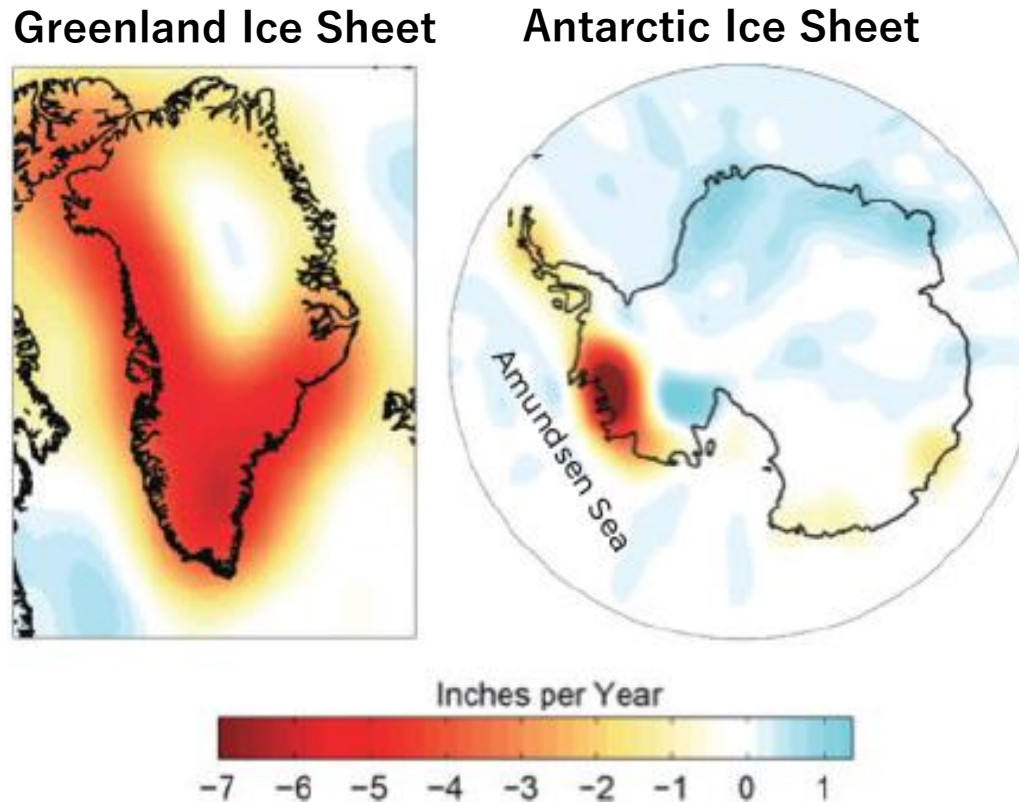 Greenland Ice Sheet
Antarctic Ice Sheet
Amundsen Sea
Inches per Year
−7 −6 −5 −4 −3 −2 −1 0 1